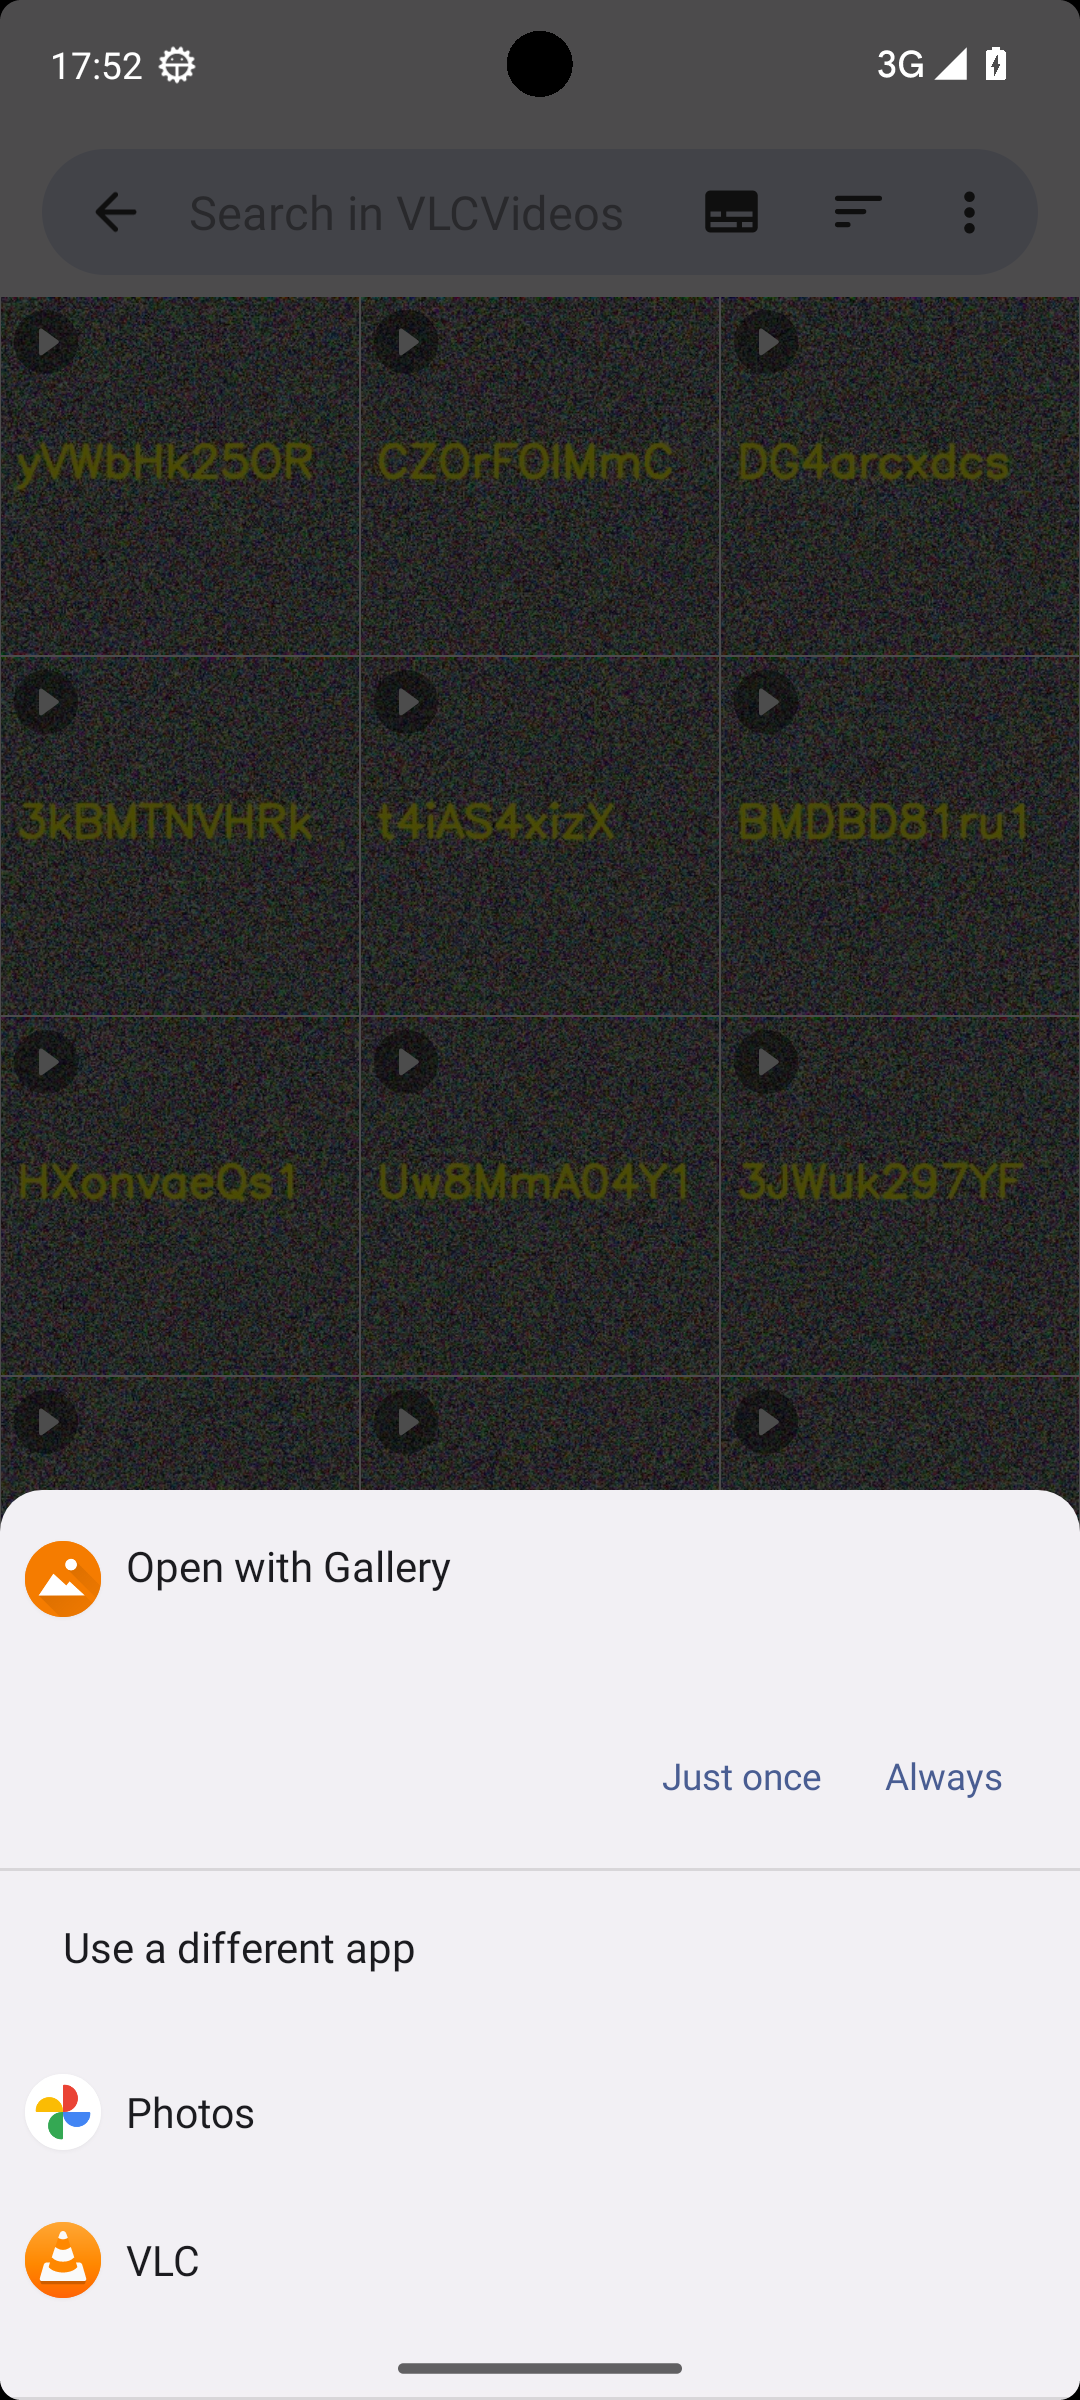 17:52
3G
Search in VLCVideos
yVWbHk25OR
CZ0rFOIMmC
DG4arcxdcs
3kBMTNVHRk
t4iAS4xizX
BMDBD81ru1
HXonvaeQs1
Uw8MmA04Y1
3JWuk297YF
Open with Gallery
Just once
Always
Use a different app
Photos
VLC